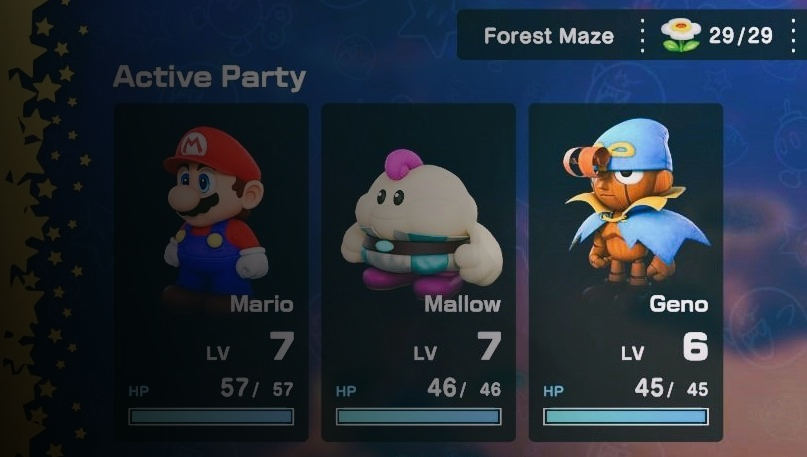 Forest Maze 29/29
Active Party
M
Mario Mallow Geno
LV 7 LV 7 LV 6
HP 57/ 57 HP 46/ 46 HP 45/ 45